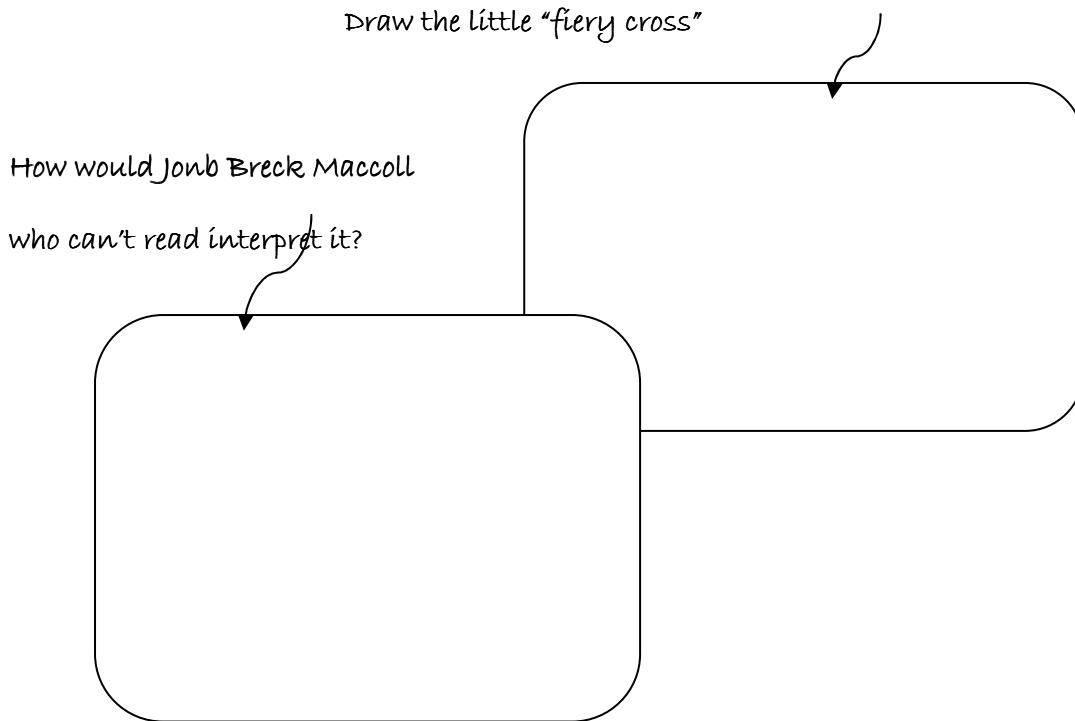 Draw the little “fiery cross”
How would Jonb Breck Maccoll
who can’t read interpret it?